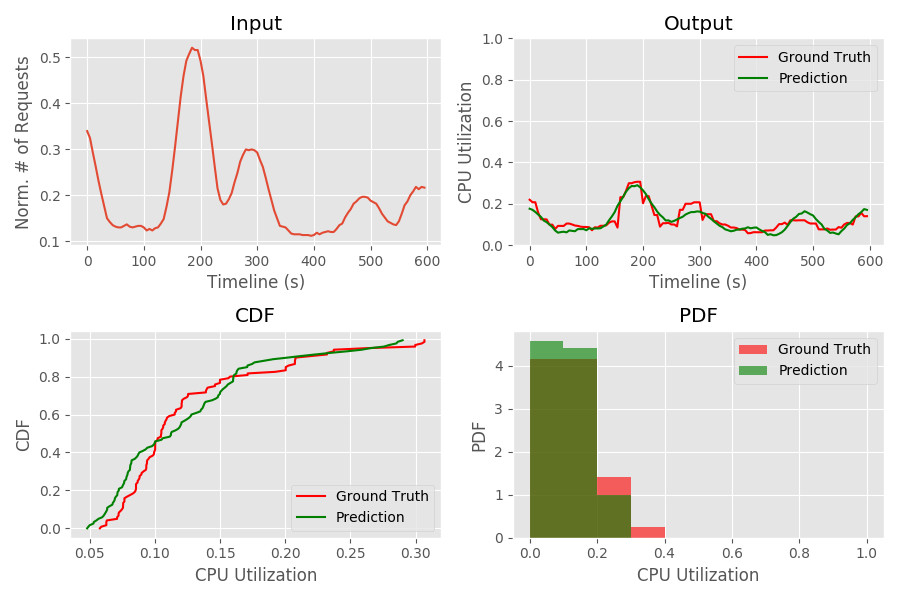 Input
Norm. # of Requests
0.5
0.4
0.3
0.2
0.1
0 100 200 300 400 500 600
Timeline (s)
Output
CPU Utilization
1.0
0.8
0.6
0.4
0.2
0.0
Ground Truth
Prediction
0 100 200 300 400 500 600
Timeline (s)
CDF
CDF
1.0
0.8
0.6
0.4
0.2
0.0
Ground Truth
Prediction
0.05 0.10 0.15 0.20 0.25 0.30
CPU Utilization
PDF
PDF
4
3
2
1
0
Ground Truth
Prediction
0.0 0.2 0.4 0.6 0.8 1.0
CPU Utilization